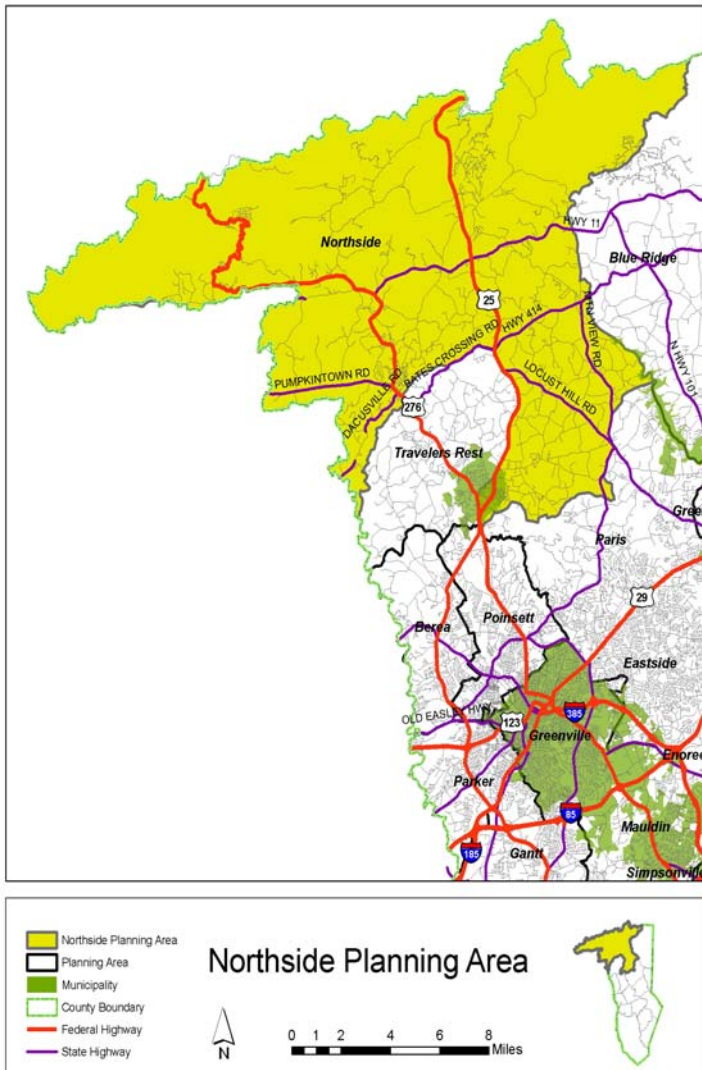 Northside
HWY 11
Blue Ridge
25
HWY 414
BATES CROSSING RD
N HWY 101
LOCUST HILL RD
PUMPKINTOWN RD
DACUSVILLE RD
276
Travelers Rest
Paris
29
Berea
Poinsett
Eastside
OLD EASLEY HWY
123
385
Greenville
Parker
85
Mauldin
185
Gantt
Simpsonville
Northside Planning Area
Planning Area
Municipality
County Boundary
Federal Highway
State Highway
Northside Planning Area
N
0 1 2 4 6 8
Miles